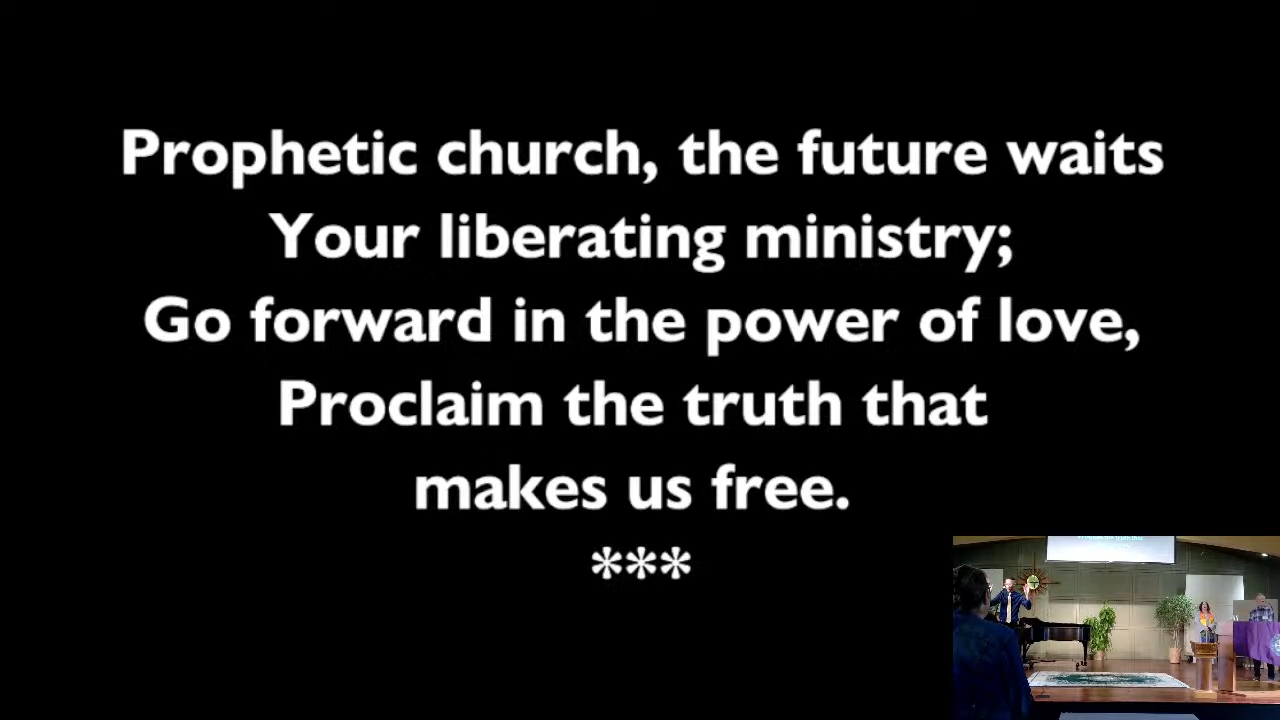 Prophetic church, the future waits
Your liberating ministry;
Go forward in the power of love,
Proclaim the truth that
makes us free.
***